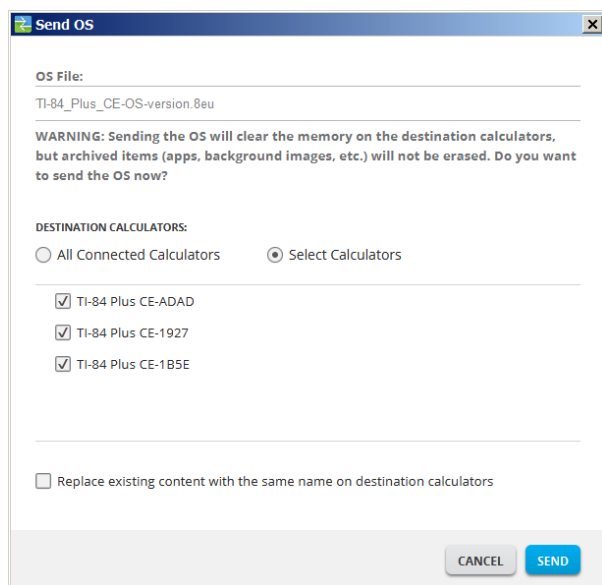 Send OS
OS File:
TI-84_Plus_CE-OS-version.8eu
WARNING: Sending the OS will clear the memory on the destination calculators,
but archived items (apps, background images, etc.) will not be erased. Do you want
to send the OS now?
DESTINATION CALCULATORS:
All Connected Calculators
Select Calculators
TI-84 Plus CE-ADAD
TI-84 Plus CE-1927
TI-84 Plus CE-1B5E
Replace existing content with the same name on destination calculators
CANCEL
SEND